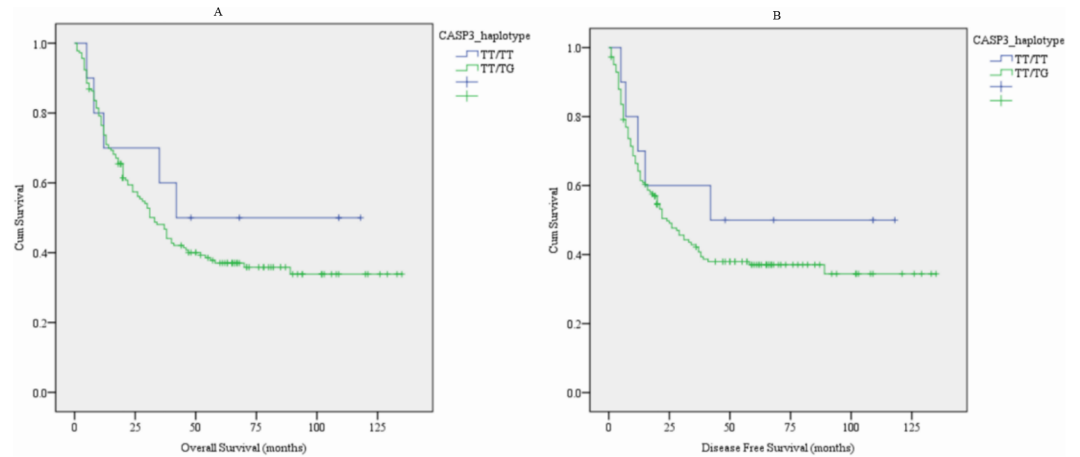 A
CASP3_haplotype
TT/TT
TT/TG
Cum Survival
1.0
0.8
0.6
0.4
0.2
0.0
0 25 50 75 100 125
Overall Survival (months)
B
CASP3_haplotype
TT/TT
TT/TG
Cum Survival
1.0
0.8
0.6
0.4
0.2
0.0
0 25 50 75 100 125
Disease Free Survival (months)